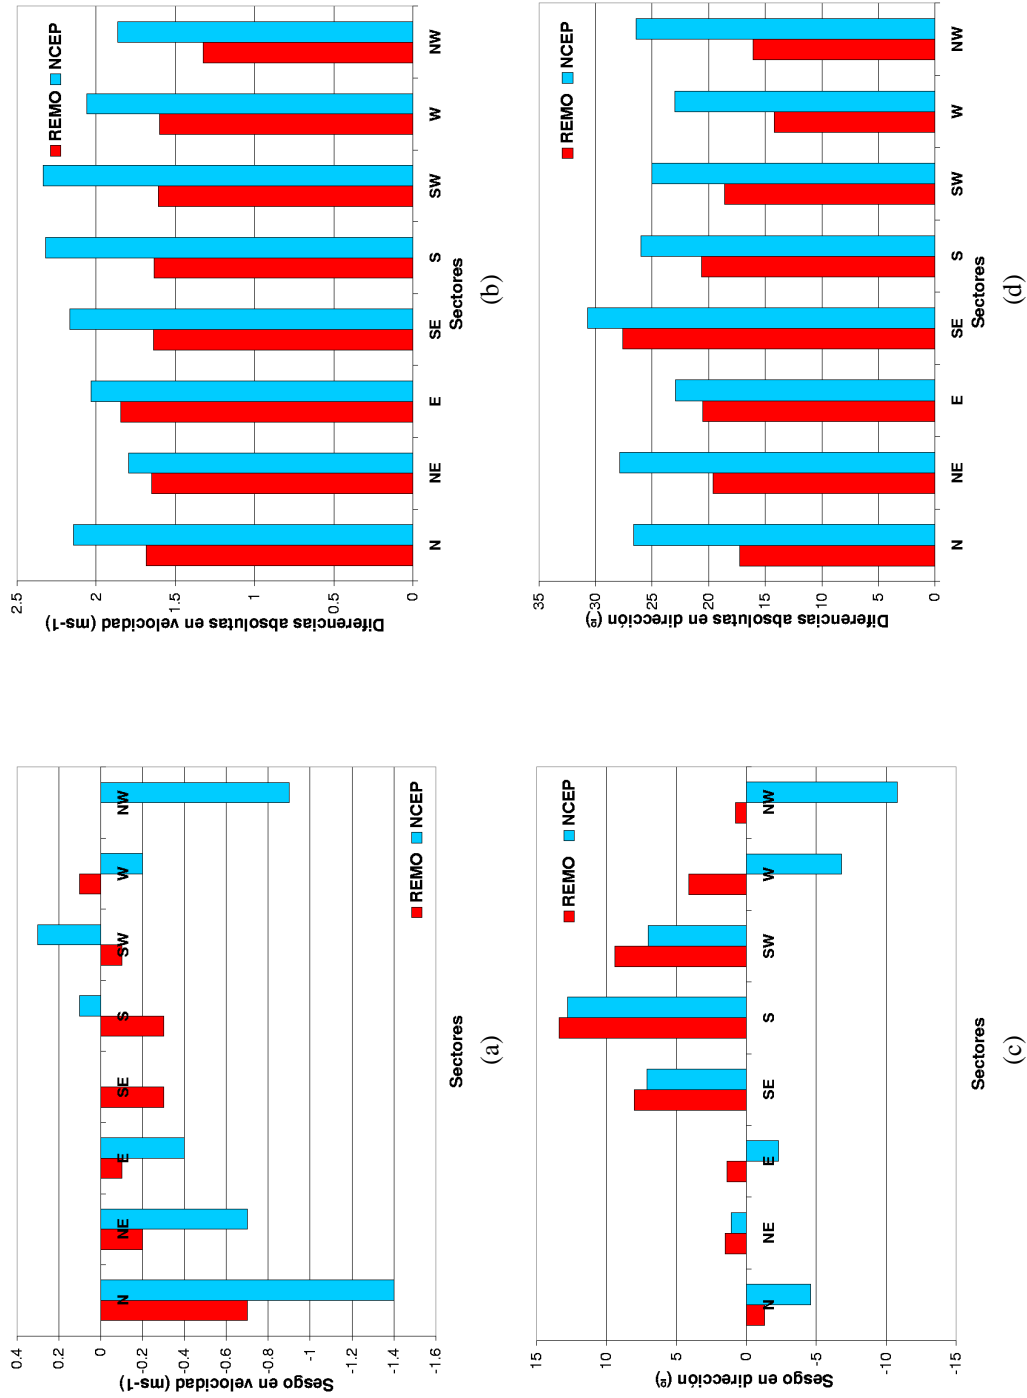 0.4
0.2
0
-0.2
-0.4
-0.6
-0.8
-1
-1.2
-1.4
-1.6
Sesgo en velocidad (ms-1)
N NE E SE S SW W NW
REMO NCEP
Sectores
(a)
2.5
2
1.5
1
0.5
0
Diferencias absolutas en velocidad (ms-1)
REMO NCEP
N NE E SE S SW W NW
Sectores
(b)
15
10
5
0
-5
-10
-15
Sesgo en dirección (º)
REMO NCEP
N NE E SE S SW W NW
Sectores
(c)
35
30
25
20
15
10
5
0
Diferencias absolutas en dirección (º)
REMO NCEP
N NE E SE S SW W NW
Sectores
(d)